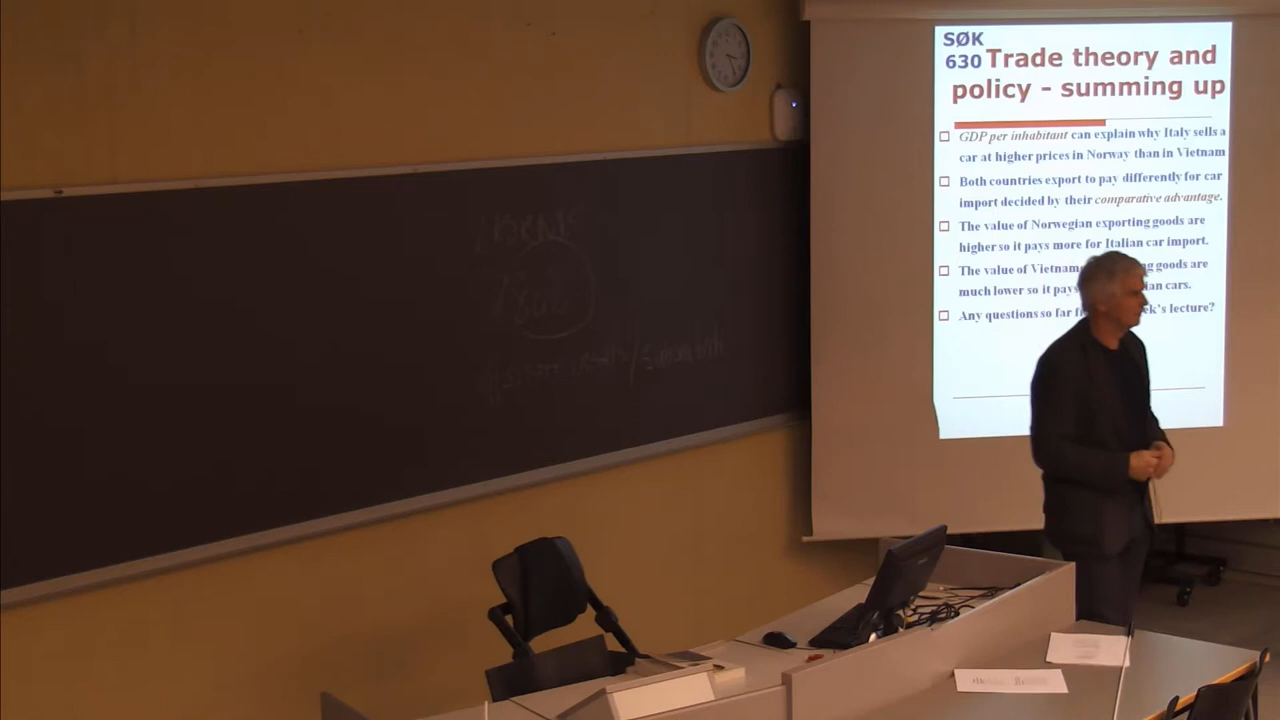 SØK
630 Trade theory and
policy - summing up
GDP per inhabitant can explain why Italy sells a
car at higher prices in Norway than in Vietnam
Both countries export to pay differently for car
import decided by their comparative advantage.
The value of Norwegian exporting goods are
higher so it pays more for Italian car import.
The value of Vietnam goods are
much lower so it pays cars.
Any questions so far lecture?